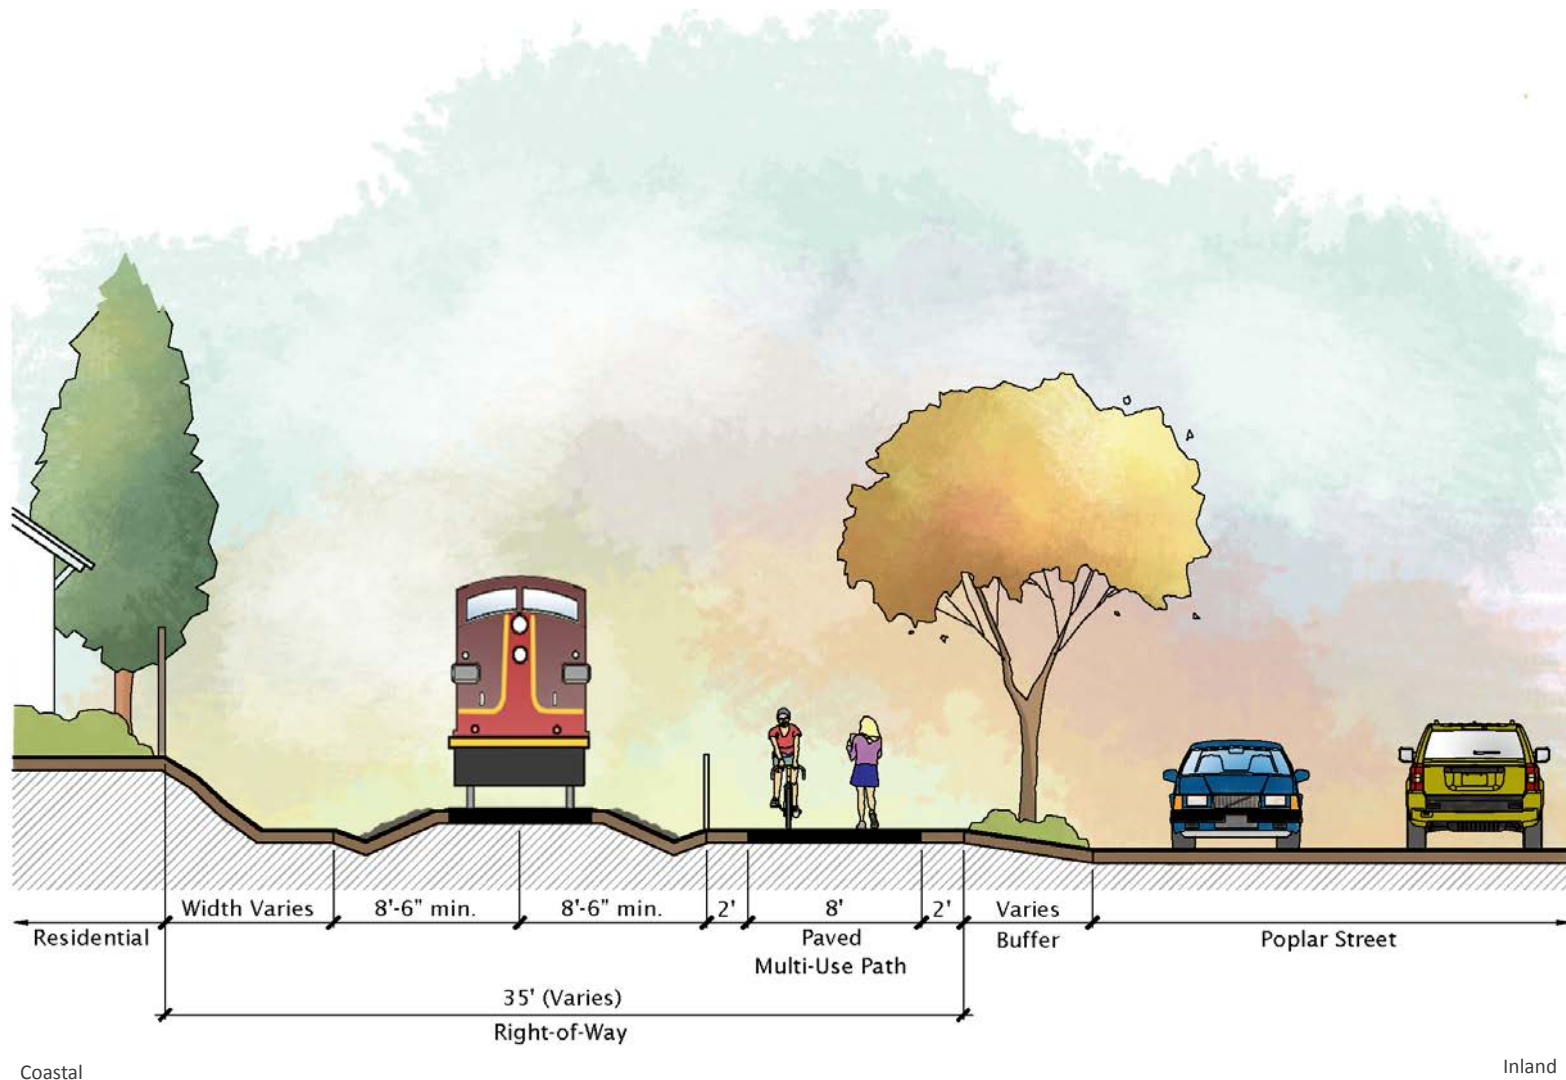 Width Varies
8'-6" min.
8'-6" min.
2'
8'
2'
Varies
Residential
Paved
Multi-Use Path
Buffer
Poplar Street
35' (Varies)
Right-of-Way
Coastal
Inland